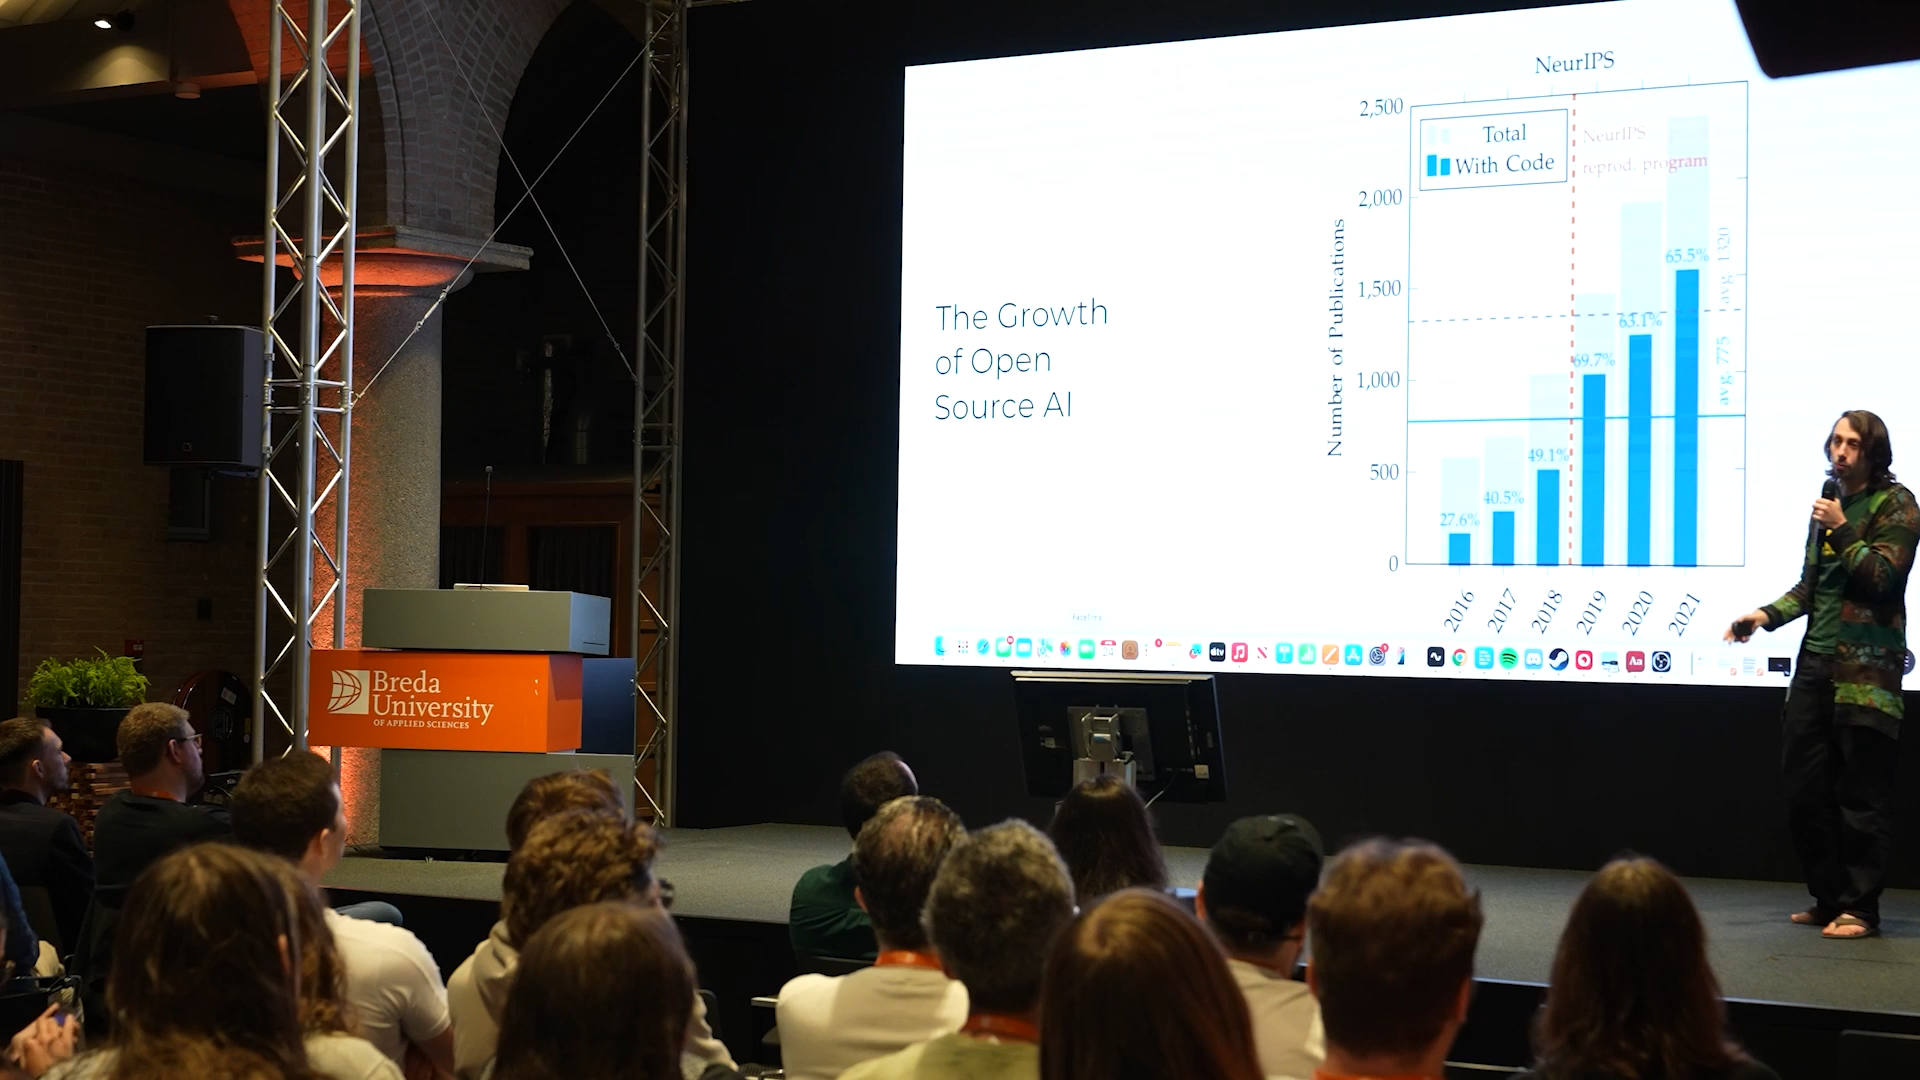 The Growth
of Open
Source AI
NeurIPS
2,500
2,000
1,500
1,000
500
0
Number of Publications
Total
With Code
NeurIPS
reprod. program
27.6%
40.5%
49.1%
69.7%
63.1%
65.5%
avg. 1320
avg. 775
2016
2017
2018
2019
2020
2021
tv
Aa
Breda
University
OF APPLIED SCIENCES